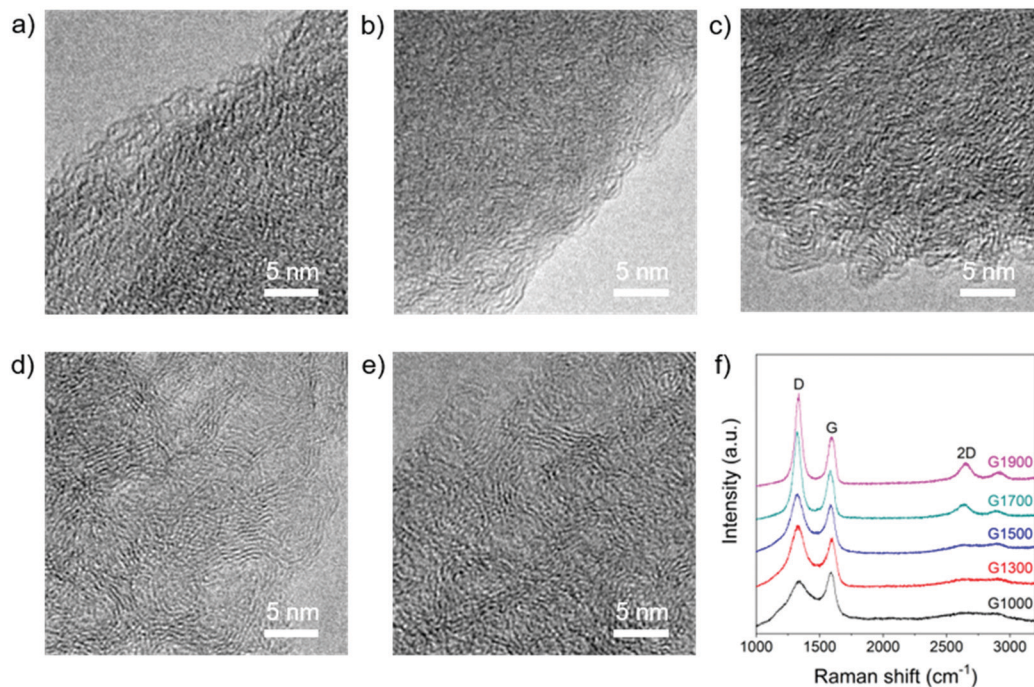 a)
b)
c)
5 nm
5 nm
5 nm
d)
e)
f)
5 nm
5 nm
D
G
2D
G1900
G1700
G1500
G1300
G1000
Intensity (a.u.)
1000 1500 2000 2500 3000
Raman shift (cm⁻¹)